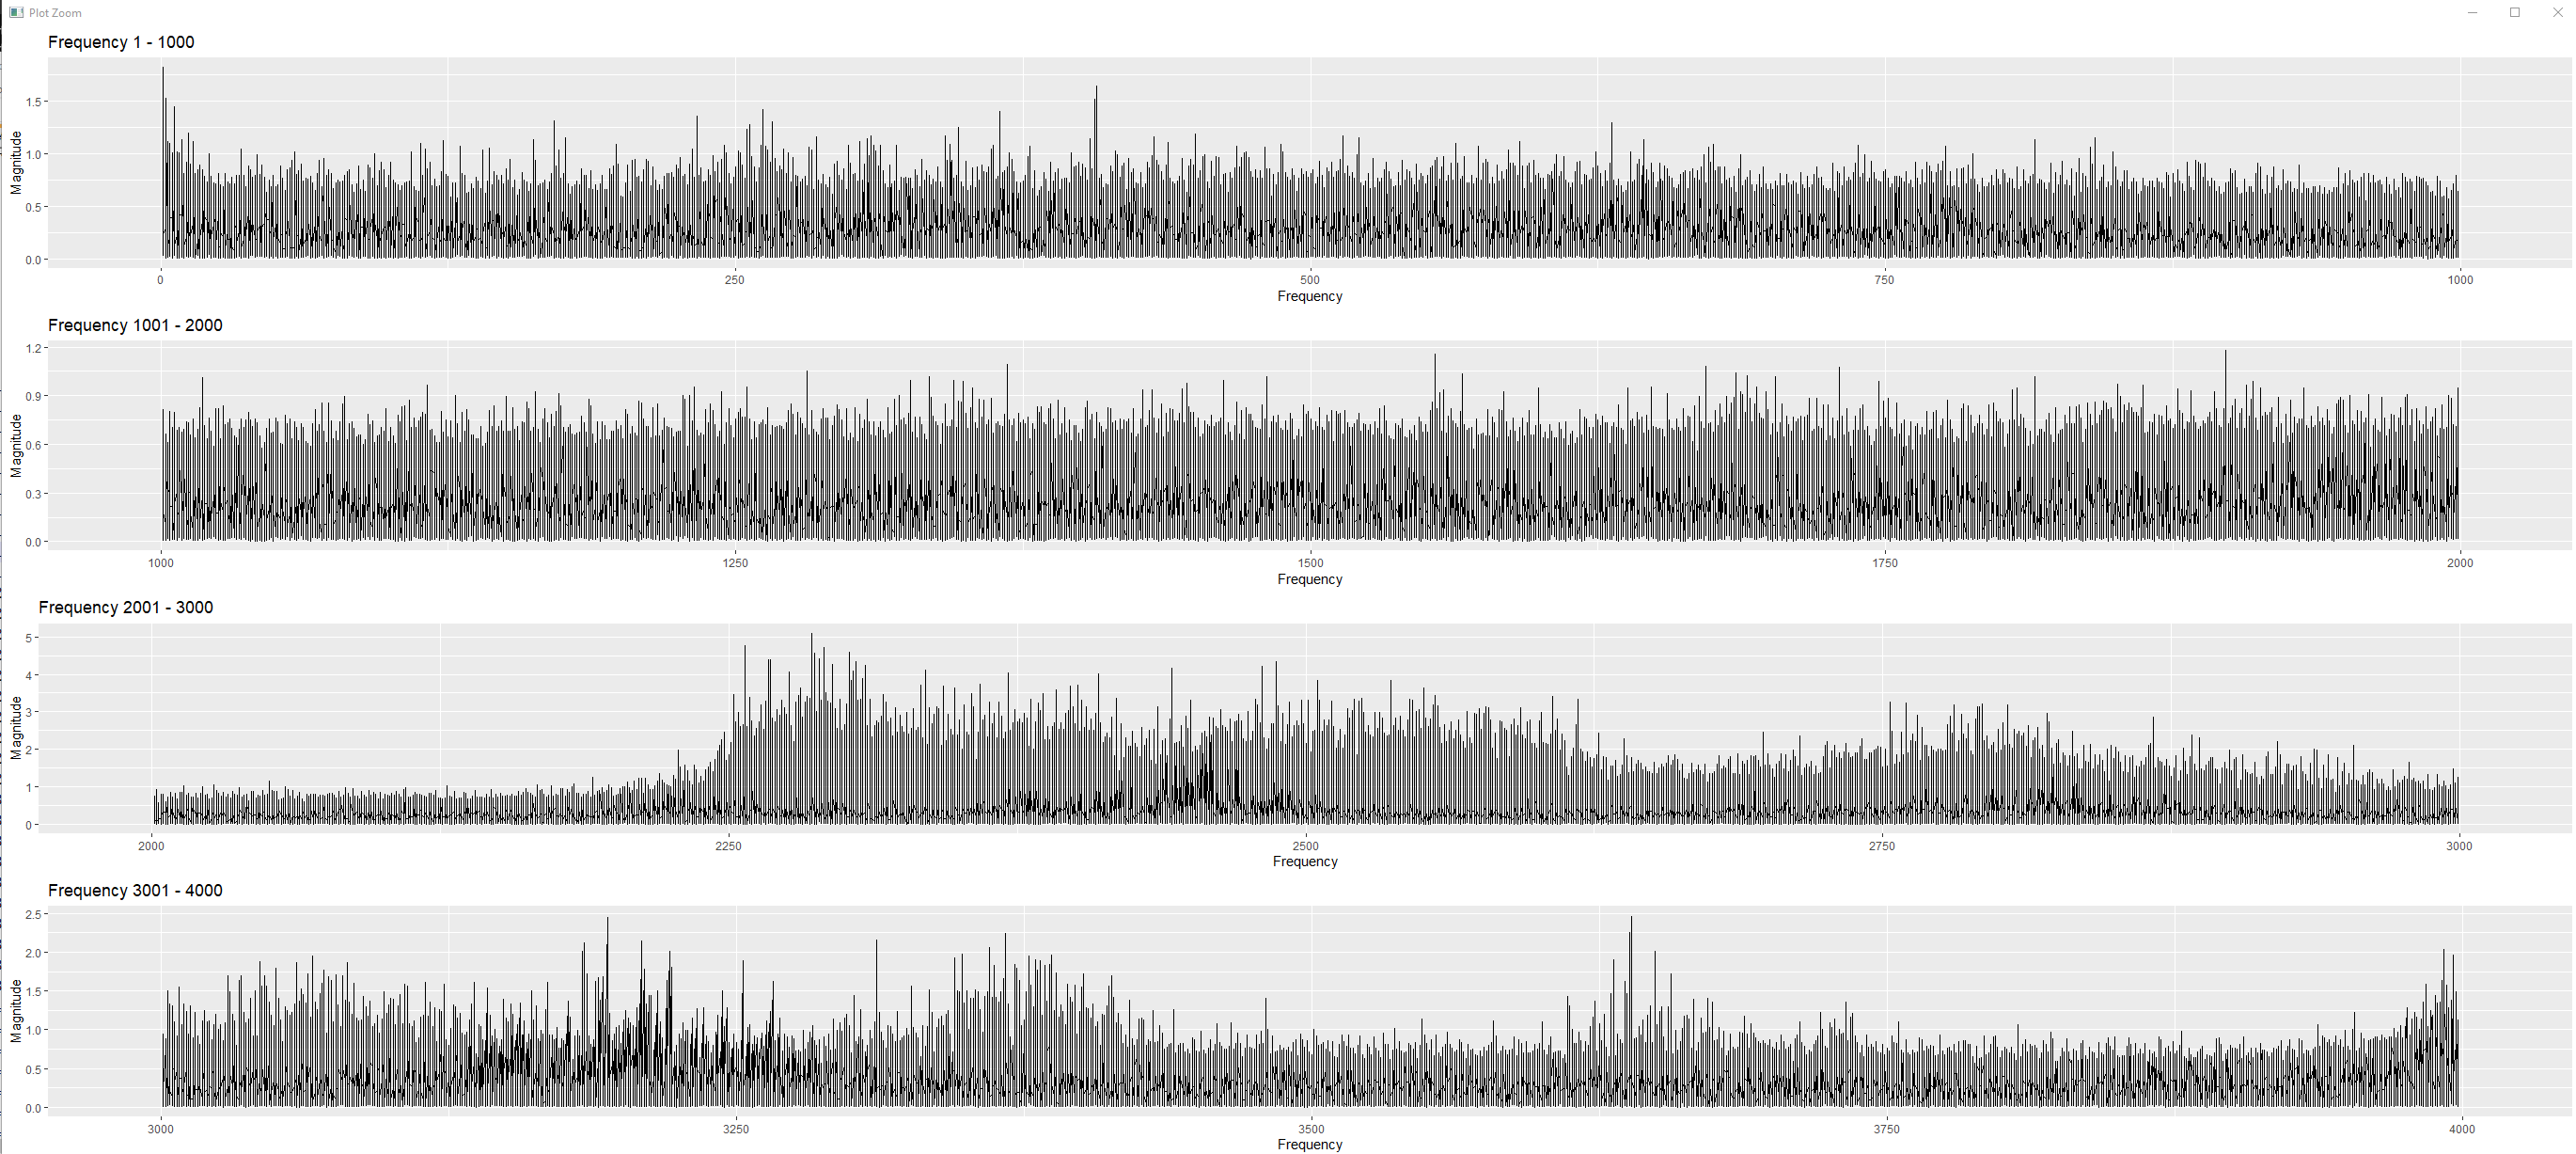 Plot Zoom
Frequency 1 - 1000
Magnitude
1.5
1.0
0.5
0.0
0 250 500 750 1000
Frequency
Frequency 1001 - 2000
Magnitude
1.2
0.9
0.6
0.3
0.0
1000 1250 1500 1750 2000
Frequency
Frequency 2001 - 3000
Magnitude
5
4
3
2
1
0
2000 2250 2500 2750 3000
Frequency
Frequency 3001 - 4000
Magnitude
2.5
2.0
1.5
1.0
0.5
0.0
3000 3250 3500 3750 4000
Frequency